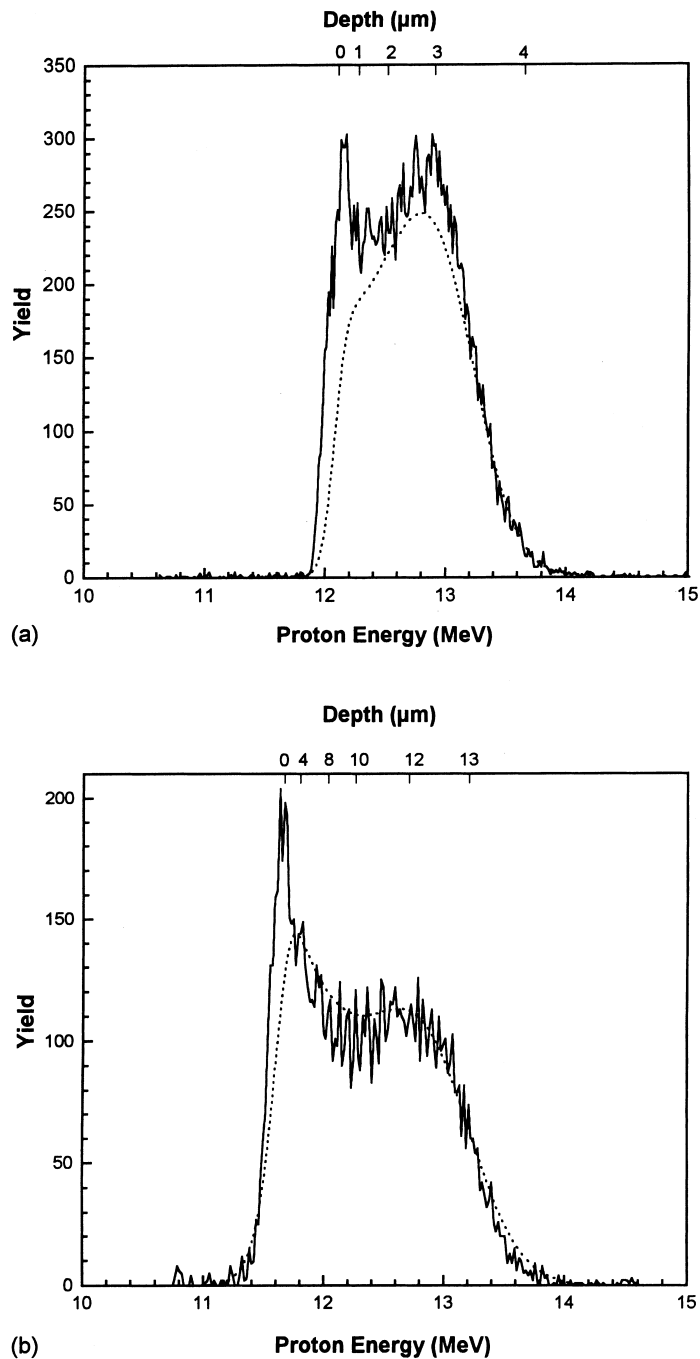 Depth (µm)
0 1 2 3 4
350
300
250
200
150
100
50
0
Yield
10 11 12 13 14 15
Proton Energy (MeV)
(a)
Depth (µm)
0 4 8 10 12 13
200
150
100
50
0
Yield
10 11 12 13 14 15
Proton Energy (MeV)
(b)